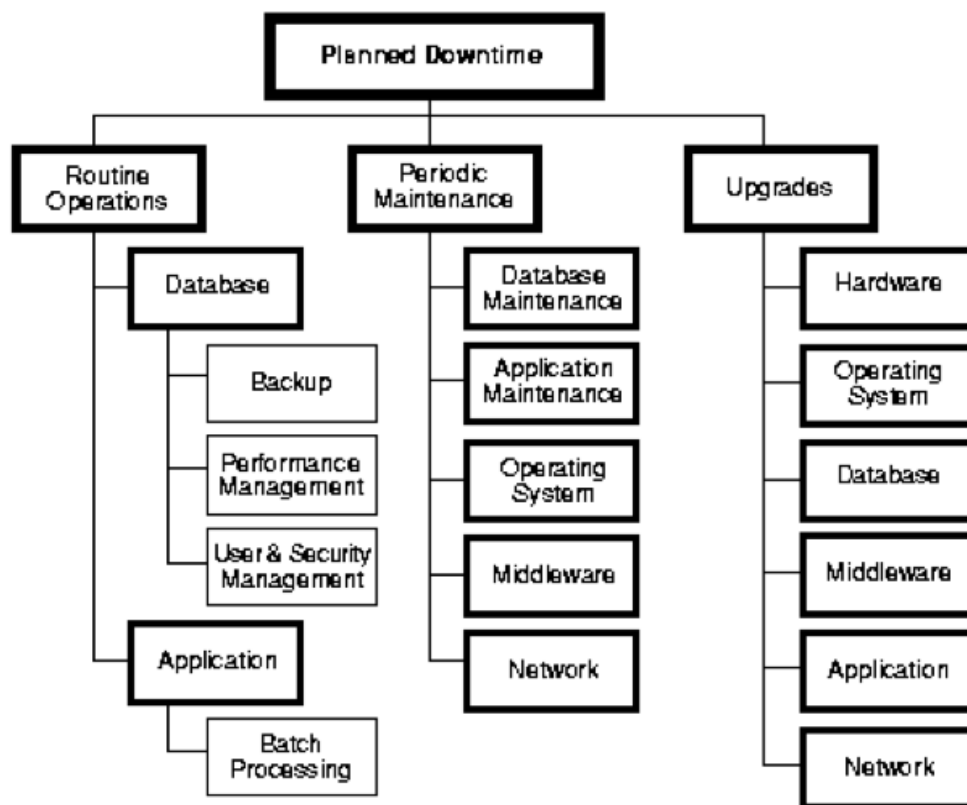 Planned Downtime
Routine
Operations
Database
Backup
Performance
Management
User & Security
Management
Application
Batch
Processing
Periodic
Maintenance
Database
Maintenance
Application
Maintenance
Operating
System
Middleware
Network
Upgrades
Hardware
Operating
System
Database
Middleware
Application
Network